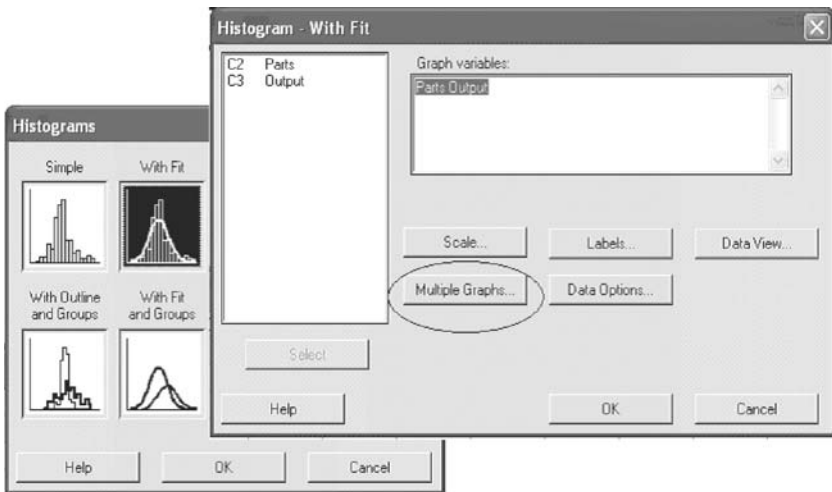 Histogram - With Fit
C2 Parts
C3 Output
Graph variables:
Parts Output
Scale...
Labels...
Data View...
Multiple Graphs...
Data Options...
Select
Help
OK
Cancel
Histograms
Simple
With Fit
With Outline
and Groups
With Fit
and Groups
Help
OK
Cancel